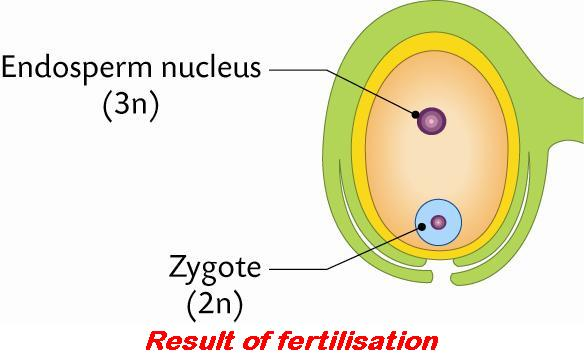 Endosperm nucleus
(3n)
Zygote
(2n)
Result of fertilisation